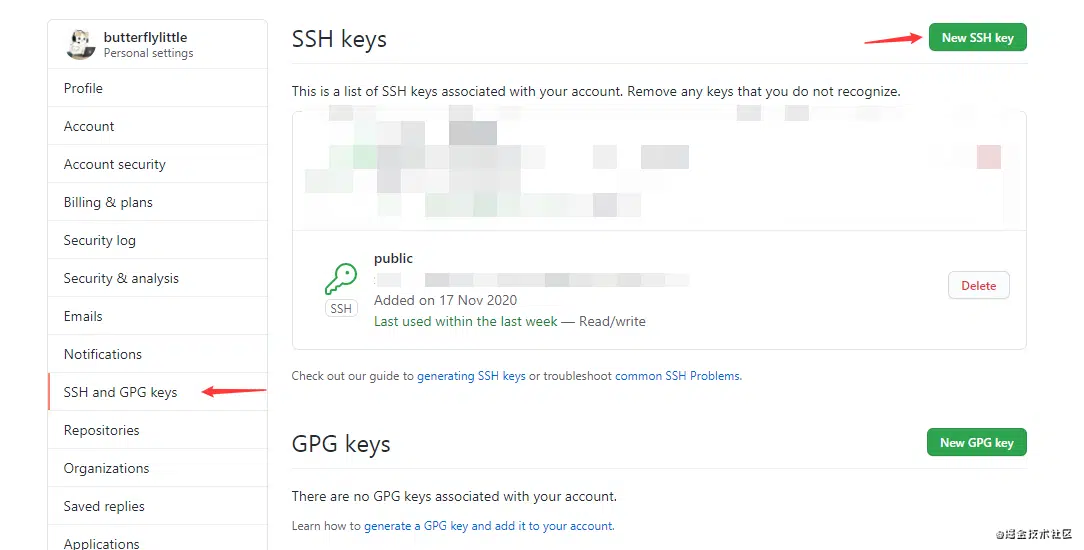 butterflylittle
Personal settings
Profile
Account
Account security
Billing & plans
Security log
Security & analysis
Emails
Notifications
SSH and GPG keys
Repositories
Organizations
Saved replies
Applications
SSH keys
New SSH key
This is a list of SSH keys associated with your account. Remove any keys that you do not recognize.
SSH
public
Added on 17 Nov 2020
Last used within the last week — Read/write
Delete
Check out our guide to generating SSH keys or troubleshoot common SSH Problems.
GPG keys
New GPG key
There are no GPG keys associated with your account.
Learn how to generate a GPG key and add it to your account.
@掘金技术社区